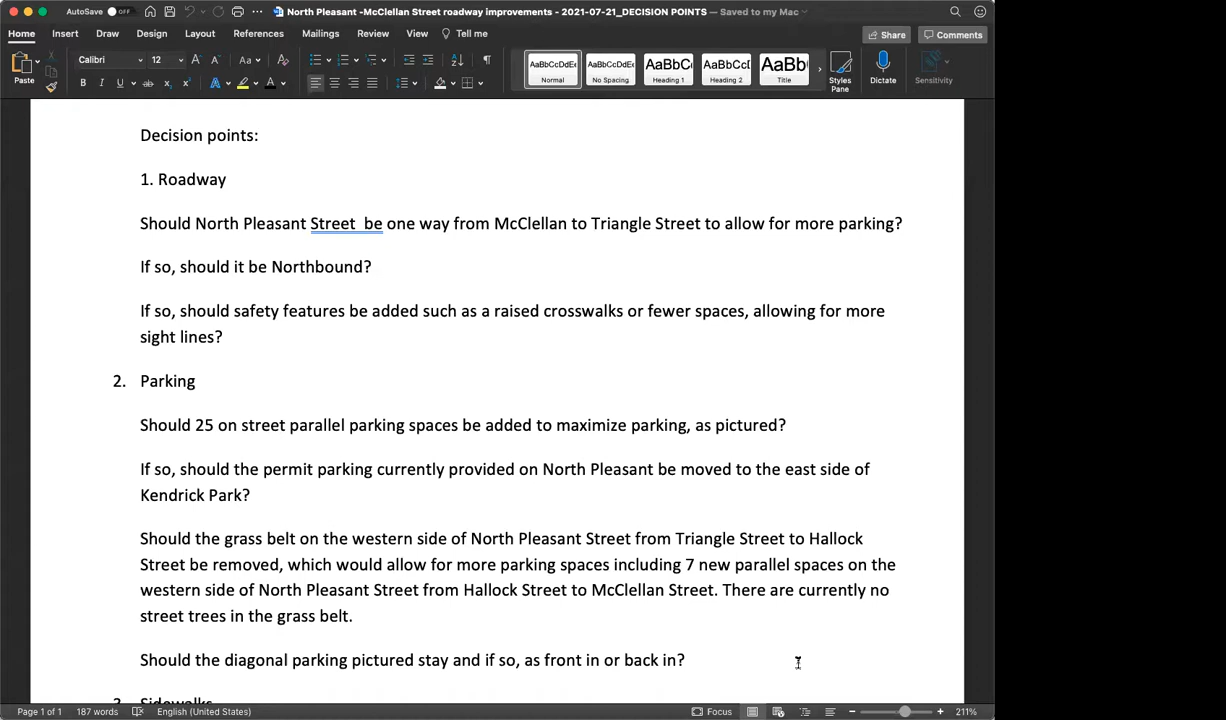 AutoSave OFF North Pleasant -McClellan Street roadway improvements - 2021-07-21_DECISION POINTS — Saved to my Mac
Home Insert Draw Design Layout References Mailings Review View Tell me Share Comments
Paste Calibri 12 AaBbCcDdEe Normal AaBbCcDdEe No Spacing AaBbC Heading 1 AaBbCcD Heading 2 AaBb Title Styles Pane Dictate Sensitivity
Decision points:
1. Roadway
Should North Pleasant Street  be one way from McClellan to Triangle Street to allow for more parking?
If so, should it be Northbound?
If so, should safety features be added such as a raised crosswalks or fewer spaces, allowing for more
sight lines?
2. Parking
Should 25 on street parallel parking spaces be added to maximize parking, as pictured?
If so, should the permit parking currently provided on North Pleasant be moved to the east side of
Kendrick Park?
Should the grass belt on the western side of North Pleasant Street from Triangle Street to Hallock
Street be removed, which would allow for more parking spaces including 7 new parallel spaces on the
western side of North Pleasant Street from Hallock Street to McClellan Street. There are currently no
street trees in the grass belt.
Should the diagonal parking pictured stay and if so, as front in or back in?
3. Sidewalks
Page 1 of 1 187 words English (United States) Focus 211%